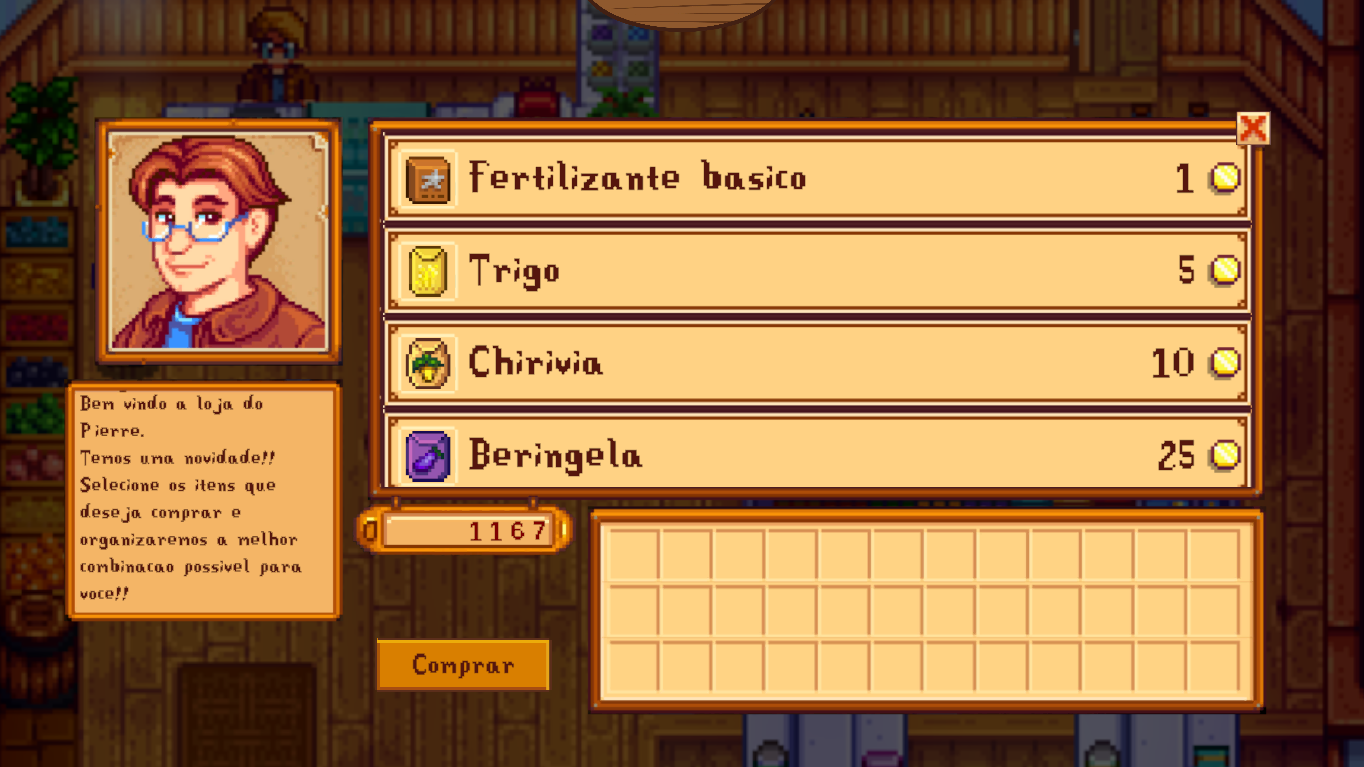 Fertilizante basico 1
Trigo 5
Chirivia 10
Beringela 25
Bem vindo a loja do
Pierre.
Temos uma novidade!!
Selecione os itens que
deseja comprar e
organizaremos a melhor
combinacao possivel para
voce!!
1167
Comprar